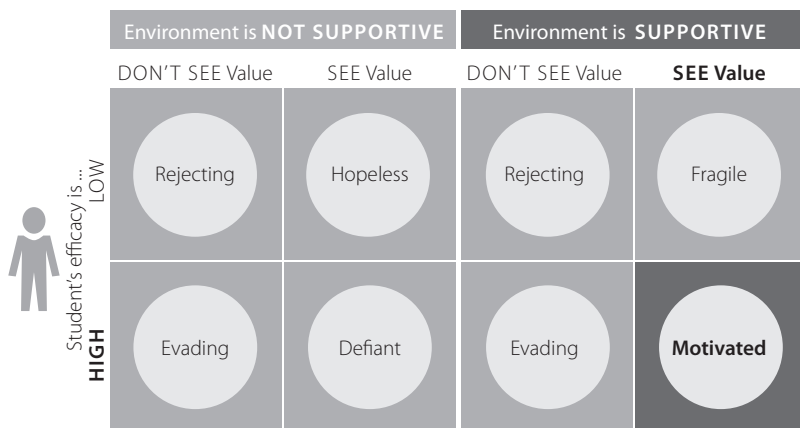 Environment is NOT SUPPORTIVE
Environment is SUPPORTIVE
DON'T SEE Value
SEE Value
DON'T SEE Value
SEE Value
Student's efficacy is ...
LOW
Rejecting
Hopeless
Rejecting
Fragile
HIGH
Evading
Defiant
Evading
Motivated